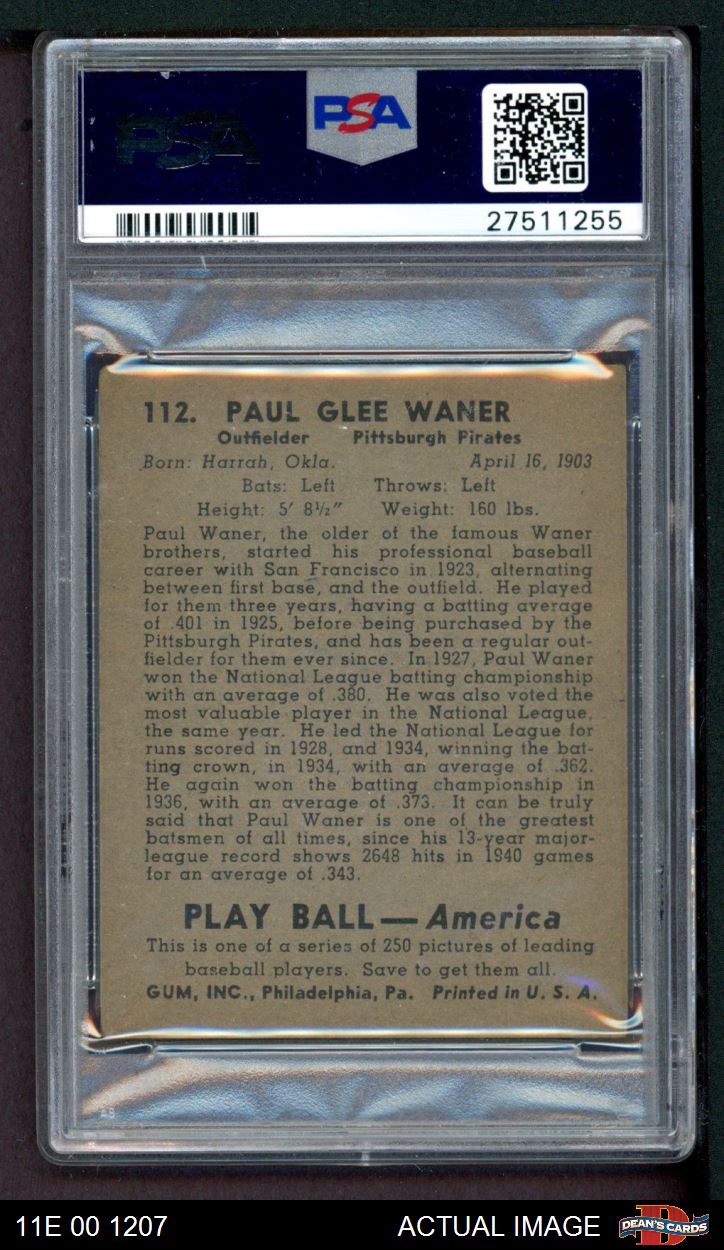 PSA
PSA
27511255
112. PAUL GLEE WANER
Outfielder Pittsburgh Pirates
Born: Harrah, Okla. April 16, 1903
Bats: Left Throws: Left
Height: 5' 8½" Weight: 160 lbs.
Paul Waner, the older of the famous Waner
brothers, started his professional baseball
career with San Francisco in 1923, alternating
between first base, and the outfield. He played
for them three years, having a batting average
of .401 in 1925, before being purchased by the
Pittsburgh Pirates, and has been a regular out-
fielder for them ever since. In 1927, Paul Waner
won the National League batting championship
with an average of .380. He was also voted the
most valuable player in the National League,
the same year. He led the National League for
runs scored in 1928, and 1934, winning the bat-
ting crown, in 1934, with an average of .362.
He again won the batting championship in
1936, with an average of .373. It can be truly
said that Paul Waner is one of the greatest
batsmen of all times, since his 13-year major-
league record shows 2648 hits in 1940 games
for an average of .343.
PLAY BALL—America
This is one of a series of 250 pictures of leading
baseball players. Save to get them all.
GUM, INC., Philadelphia, Pa. Printed in U. S. A.
AB
11E 00 1207 ACTUAL IMAGE DEAN'S CARDS